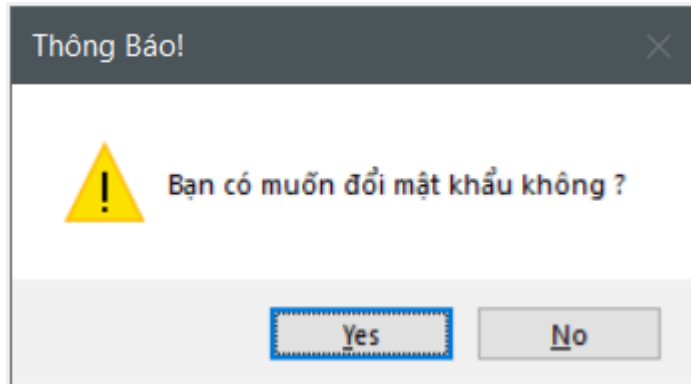 Thông Báo!
Bạn có muốn đổi mật khẩu không ?
Yes
No